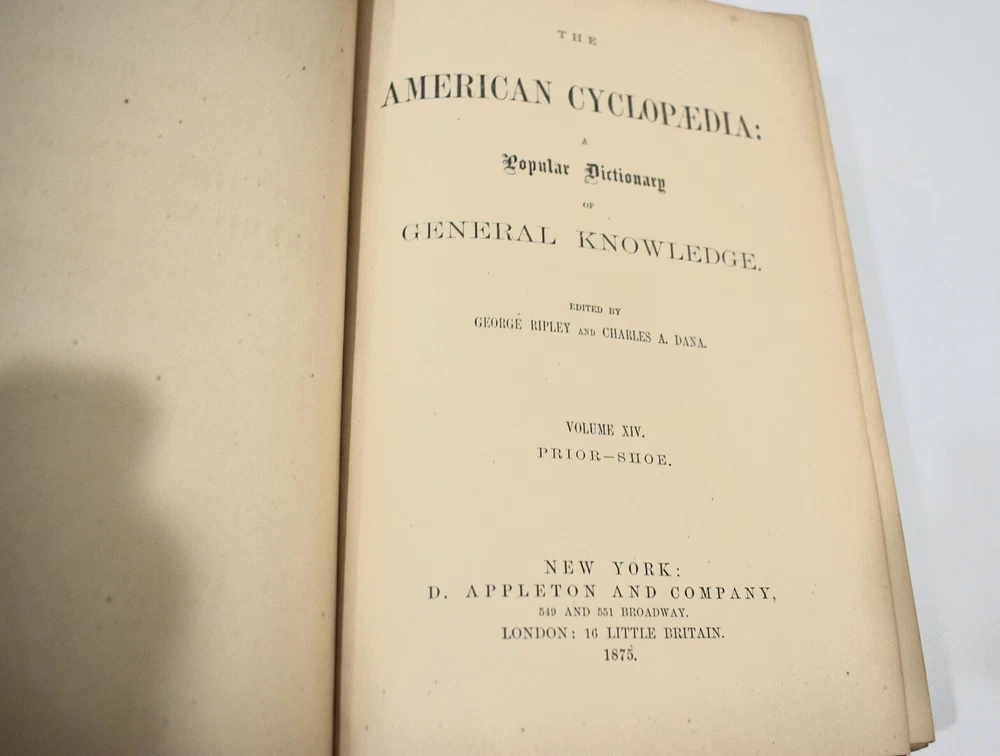 THE
AMERICAN CYCLOPÆDIA:
A
Popular Dictionary
OF
GENERAL KNOWLEDGE.
EDITED BY
GEORGE RIPLEY AND CHARLES A. DANA.
VOLUME XIV.
PRIOR–SHOE.
NEW YORK:
D. APPLETON AND COMPANY,
549 AND 551 BROADWAY.
LONDON: 16 LITTLE BRITAIN.
1875.